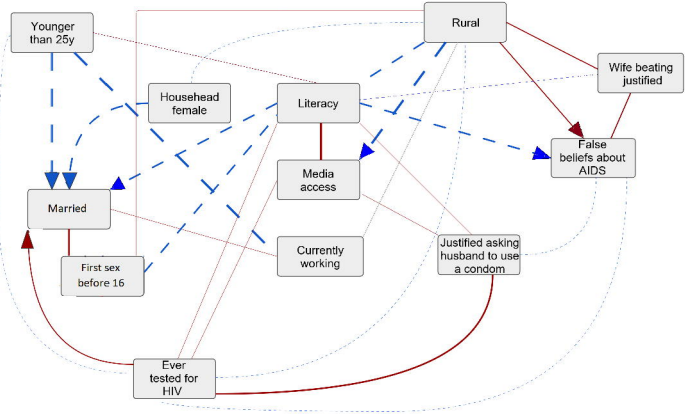 Younger
than 25y
Rural
Wife beating
justified
Househead
female
Literacy
False
beliefs about
AIDS
Media
access
Married
Currently
working
Justified asking
husband to use
a condom
First sex
before 16
Ever
tested for
HIV